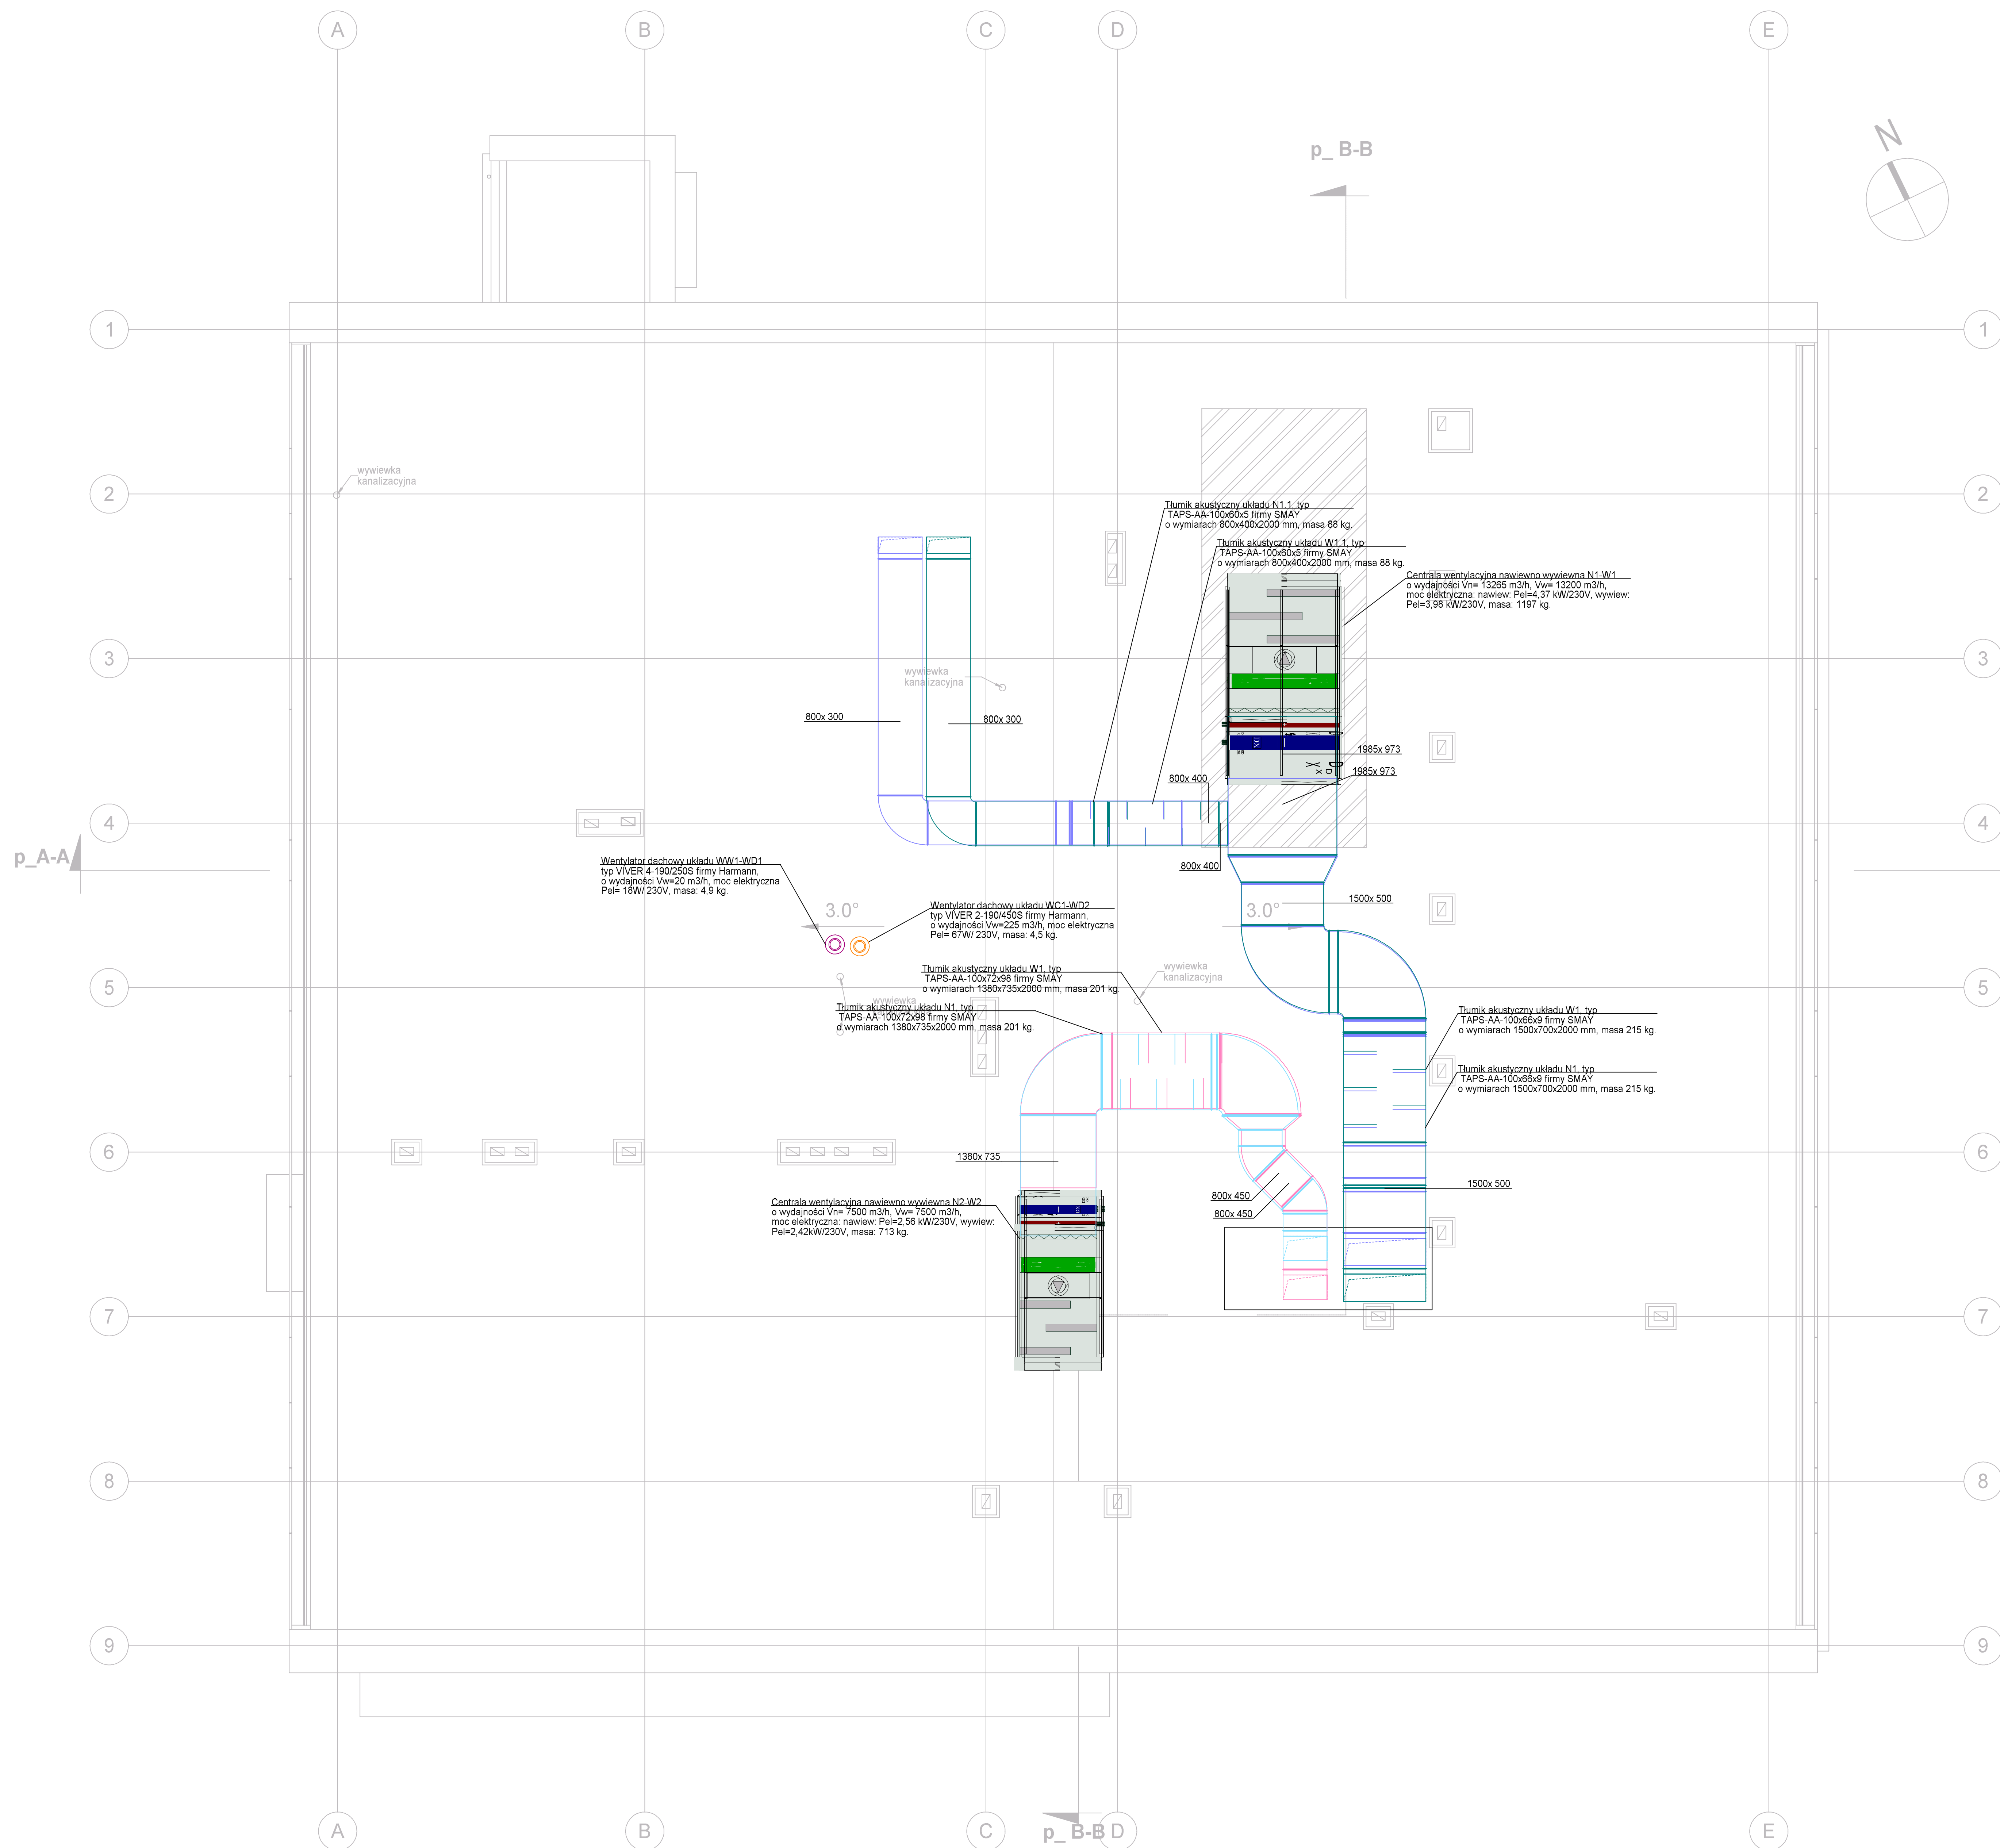 A
B
C
D
E
N
p_ B-B
1
1
2
2
wywiewka
kanalizacyjna
Tłumik akustyczny układu N1.1, typ
TAPS-AA-100x60x5 firmy SMAY
o wymiarach 800x400x2000 mm, masa 88 kg.
Tłumik akustyczny układu W1.1, typ
TAPS-AA-100x60x5 firmy SMAY
o wymiarach 800x400x2000 mm, masa 88 kg.
Centrala wentylacyjna nawiewno wywiewna N1-W1
o wydajności Vn= 13265 m3/h, Vw= 13200 m3/h,
moc elektryczna: nawiew: Pel=4,37 kW/230V, wywiew:
Pel=3,98 kW/230V, masa: 1197 kg.
3
3
wywiewka
kanalizacyjna
800x 300
800x 300
DX
1985x 973
1985x 973
800x 400
4
4
p_A-A
800x 400
Wentylator dachowy układu WW1-WD1
typ VIVER 4-190/250S firmy Harmann,
o wydajności Vw=20 m3/h, moc elektryczna
Pel= 18W/ 230V, masa: 4,9 kg.
1500x 500
3.0°
3.0°
Wentylator dachowy układu WC1-WD2
typ VIVER 2-190/450S firmy Harmann,
o wydajności Vw=225 m3/h, moc elektryczna
Pel= 67W/ 230V, masa: 4,5 kg.
Tłumik akustyczny układu W1, typ
TAPS-AA-100x72x98 firmy SMAY
o wymiarach 1380x735x2000 mm, masa 201 kg.
wywiewka
kanalizacyjna
5
5
wywiewka
Tłumik akustyczny układu N1, typ
TAPS-AA-100x72x98 firmy SMAY
o wymiarach 1380x735x2000 mm, masa 201 kg.
Tłumik akustyczny układu W1, typ
TAPS-AA-100x66x9 firmy SMAY
o wymiarach 1500x700x2000 mm, masa 215 kg.
Tłumik akustyczny układu N1, typ
TAPS-AA-100x66x9 firmy SMAY
o wymiarach 1500x700x2000 mm, masa 215 kg.
6
6
1380x 735
1500x 500
800x 450
800x 450
Centrala wentylacyjna nawiewno wywiewna N2-W2
o wydajności Vn= 7500 m3/h, Vw= 7500 m3/h,
moc elektryczna: nawiew: Pel=2,56 kW/230V, wywiew:
Pel=2,42kW/230V, masa: 713 kg.
7
7
8
8
9
9
A
B
C
p_ B-B
D
E